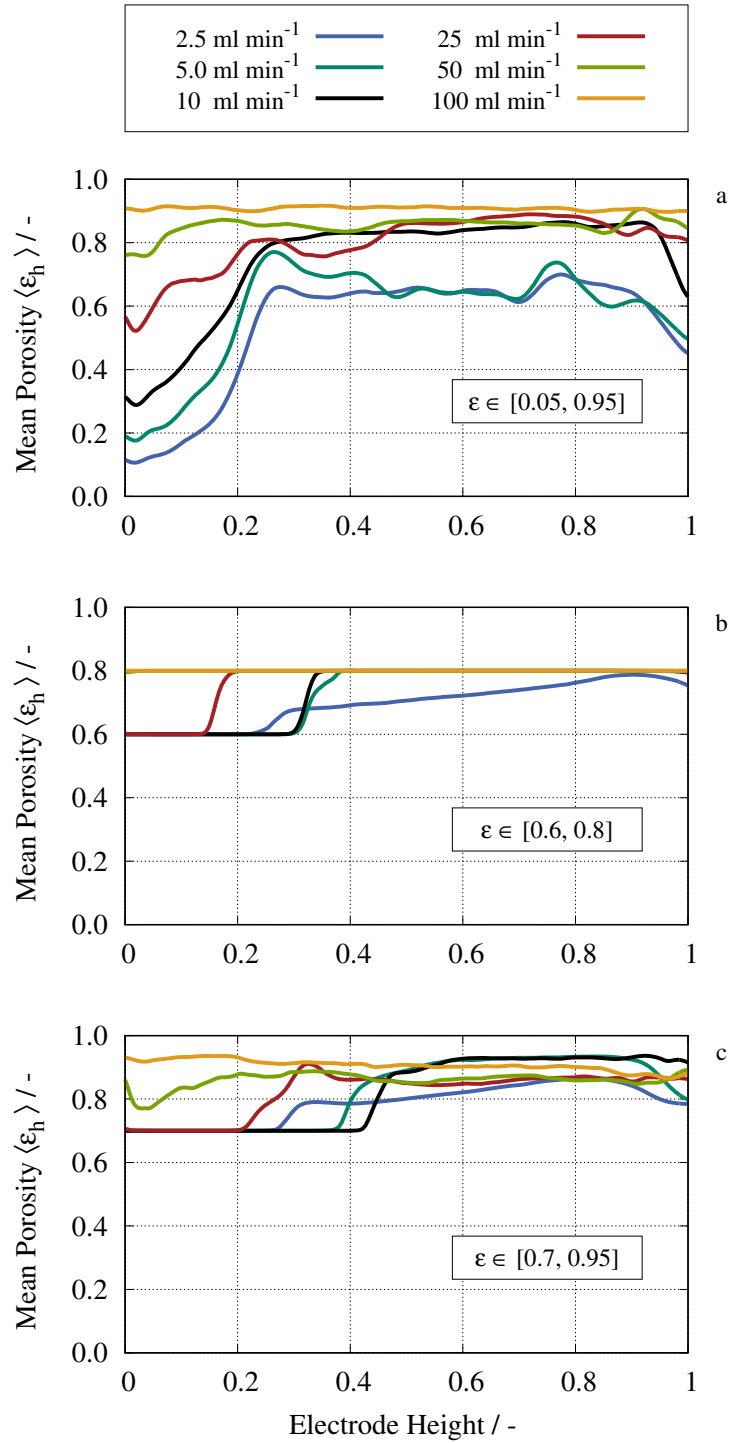 2.5 ml min⁻¹ 25 ml min⁻¹
5.0 ml min⁻¹ 50 ml min⁻¹
10 ml min⁻¹ 100 ml min⁻¹
a
Mean Porosity ⟨ε_h⟩ / -
1.0
0.8
0.6
0.4
0.2
0.0
ε ∈ [0.05, 0.95]
0 0.2 0.4 0.6 0.8 1
b
Mean Porosity ⟨ε_h⟩ / -
1.0
0.8
0.6
0.4
0.2
0.0
ε ∈ [0.6, 0.8]
0 0.2 0.4 0.6 0.8 1
c
Mean Porosity ⟨ε_h⟩ / -
1.0
0.8
0.6
0.4
0.2
0.0
ε ∈ [0.7, 0.95]
0 0.2 0.4 0.6 0.8 1
Electrode Height / -